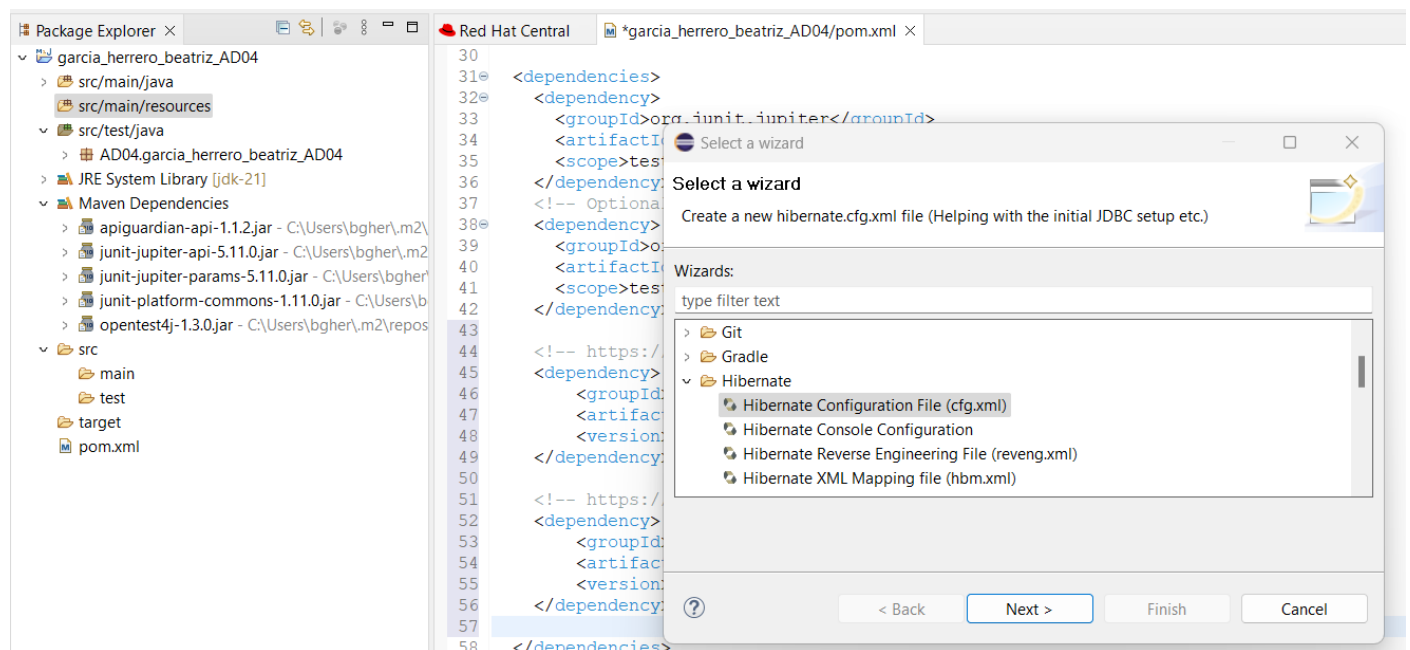 Package Explorer
garcia_herrero_beatriz_AD04
src/main/java
src/main/resources
src/test/java
AD04.garcia_herrero_beatriz_AD04
JRE System Library [jdk-21]
Maven Dependencies
apiguardian-api-1.1.2.jar - C:\Users\bgher\.m2\
junit-jupiter-api-5.11.0.jar - C:\Users\bgher\.m2
junit-jupiter-params-5.11.0.jar - C:\Users\bgher\
junit-platform-commons-1.11.0.jar - C:\Users\b
opentest4j-1.3.0.jar - C:\Users\bgher\.m2\repos
src
main
test
target
pom.xml
Red Hat Central
*garcia_herrero_beatriz_AD04/pom.xml
30
31 <dependencies>
32 <dependency>
33 <groupId>org.junit.jupiter</groupId>
34 <artifactI
35 <scope>tes
36 </dependency
37 <!-- Optiona
38 <dependency>
39 <groupId>o
40 <artifactI
41 <scope>tes
42 </dependency
43
44 <!-- https:/
45 <dependency>
46 <groupId
47 <artifac
48 <version
49 </dependency
50
51 <!-- https:/
52 <dependency>
53 <groupId
54 <artifac
55 <version
56 </dependency
57
58 </dependencies>
Select a wizard
Select a wizard
Create a new hibernate.cfg.xml file (Helping with the initial JDBC setup etc.)
Wizards:
type filter text
Git
Gradle
Hibernate
Hibernate Configuration File (cfg.xml)
Hibernate Console Configuration
Hibernate Reverse Engineering File (reveng.xml)
Hibernate XML Mapping file (hbm.xml)
?
< Back
Next >
Finish
Cancel